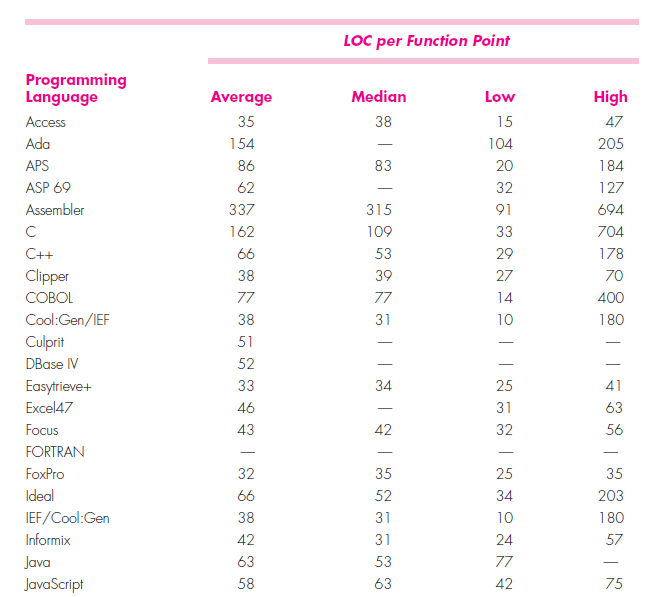 LOC per Function Point
Programming
Language Average Median Low High
Access 35 38 15 47
Ada 154 — 104 205
APS 86 83 20 184
ASP 69 62 — 32 127
Assembler 337 315 91 694
C 162 109 33 704
C++ 66 53 29 178
Clipper 38 39 27 70
COBOL 77 77 14 400
Cool:Gen/IEF 38 31 10 180
Culprit 51 — — —
DBase IV 52 — — —
Easytrieve+ 33 34 25 41
Excel47 46 — 31 63
Focus 43 42 32 56
FORTRAN — — — —
FoxPro 32 35 25 35
Ideal 66 52 34 203
IEF/Cool:Gen 38 31 10 180
Informix 42 31 24 57
Java 63 53 77 —
JavaScript 58 63 42 75